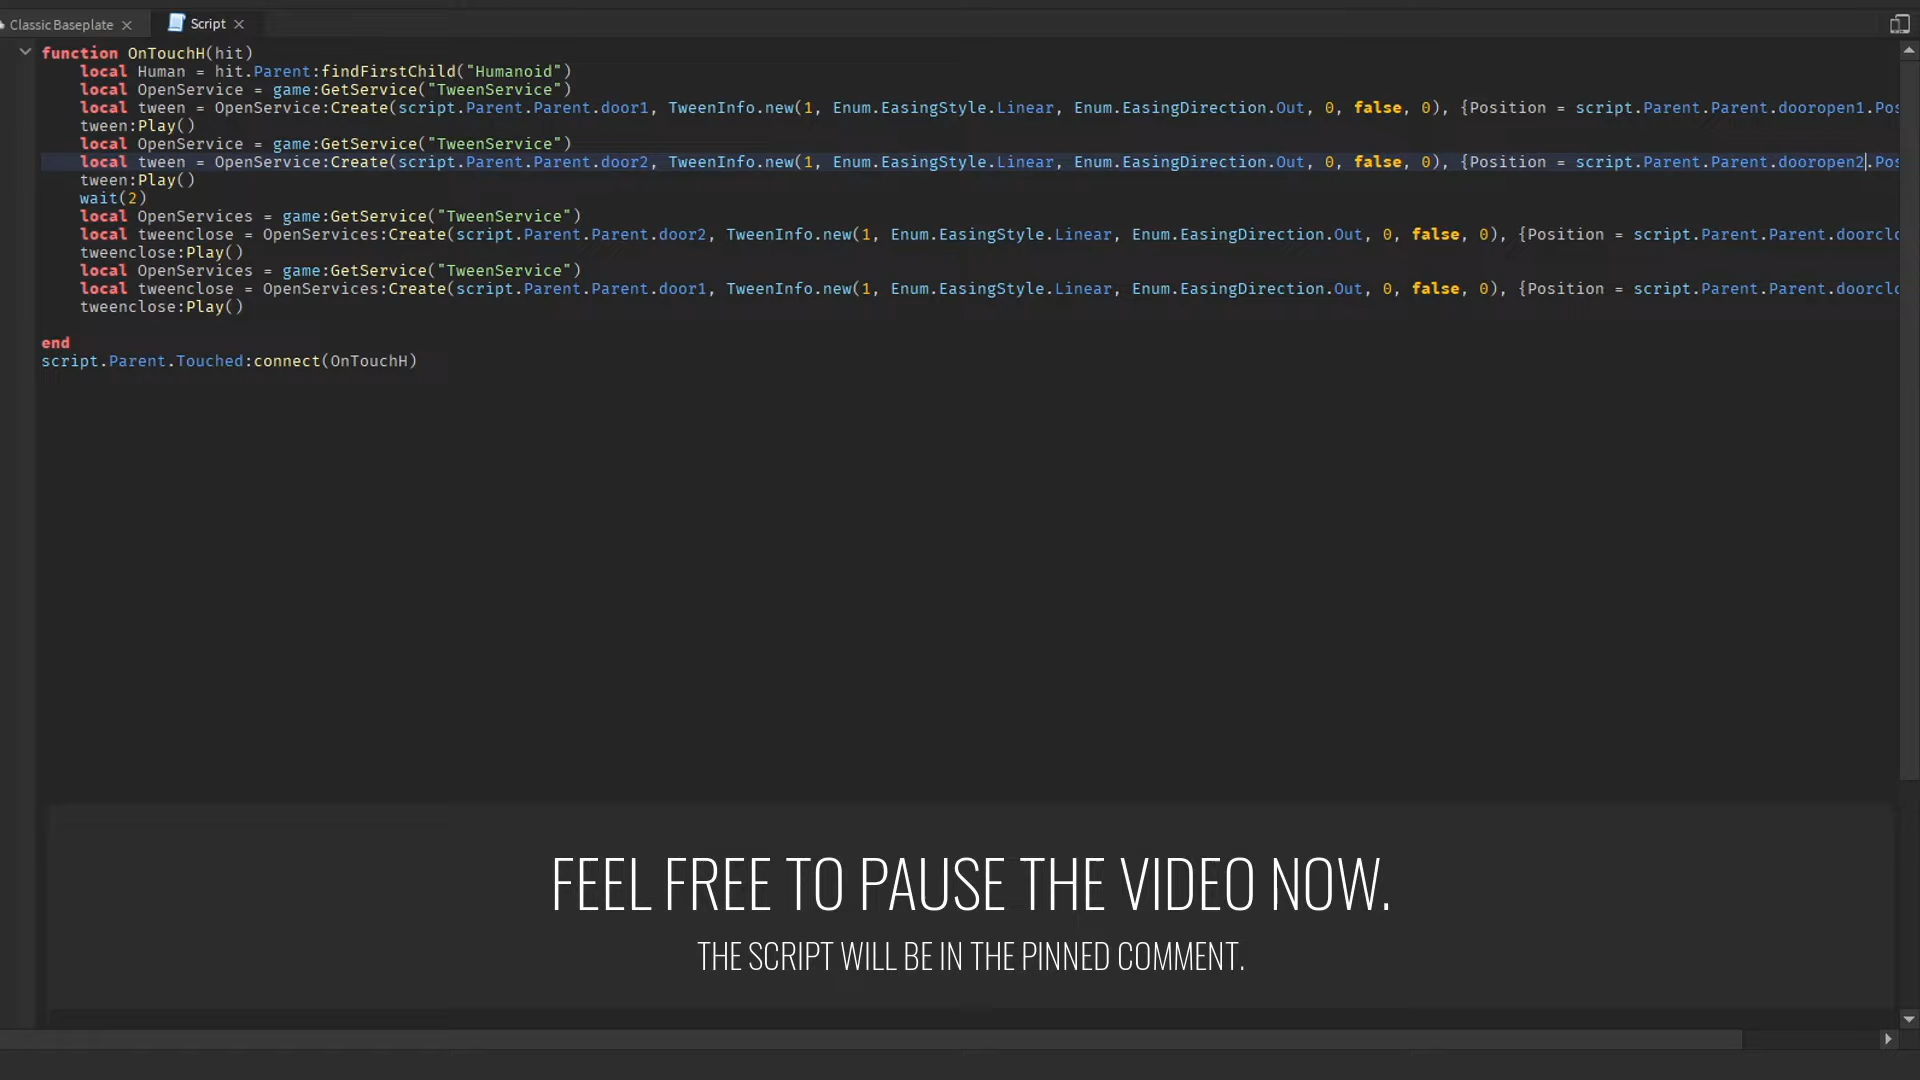 Classic Baseplate
Script
function OnTouchH(hit)
local Human = hit.Parent:findFirstChild("Humanoid")
local OpenService = game:GetService("TweenService")
local tween = OpenService:Create(script.Parent.Parent.door1, TweenInfo.new(1, Enum.EasingStyle.Linear, Enum.EasingDirection.Out, 0, false, 0), {Position = script.Parent.Parent.dooropen1.Pos
tween:Play()
local OpenService = game:GetService("TweenService")
local tween = OpenService:Create(script.Parent.Parent.door2, TweenInfo.new(1, Enum.EasingStyle.Linear, Enum.EasingDirection.Out, 0, false, 0), {Position = script.Parent.Parent.dooropen2.Pos
tween:Play()
wait(2)
local OpenServices = game:GetService("TweenService")
local tweenclose = OpenServices:Create(script.Parent.Parent.door2, TweenInfo.new(1, Enum.EasingStyle.Linear, Enum.EasingDirection.Out, 0, false, 0), {Position = script.Parent.Parent.doorclo
tweenclose:Play()
local OpenServices = game:GetService("TweenService")
local tweenclose = OpenServices:Create(script.Parent.Parent.door1, TweenInfo.new(1, Enum.EasingStyle.Linear, Enum.EasingDirection.Out, 0, false, 0), {Position = script.Parent.Parent.doorclo
tweenclose:Play()
end
script.Parent.Touched:connect(OnTouchH)
FEEL FREE TO PAUSE THE VIDEO NOW.
THE SCRIPT WILL BE IN THE PINNED COMMENT.